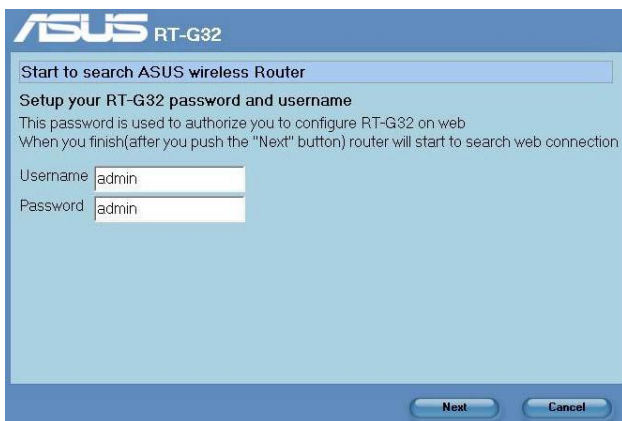 ASUS RT-G32
Start to search ASUS wireless Router
Setup your RT-G32 password and username
This password is used to authorize you to configure RT-G32 on web
When you finish(after you push the "Next" button) router will start to search web connection
Username admin
Password admin
Next Cancel